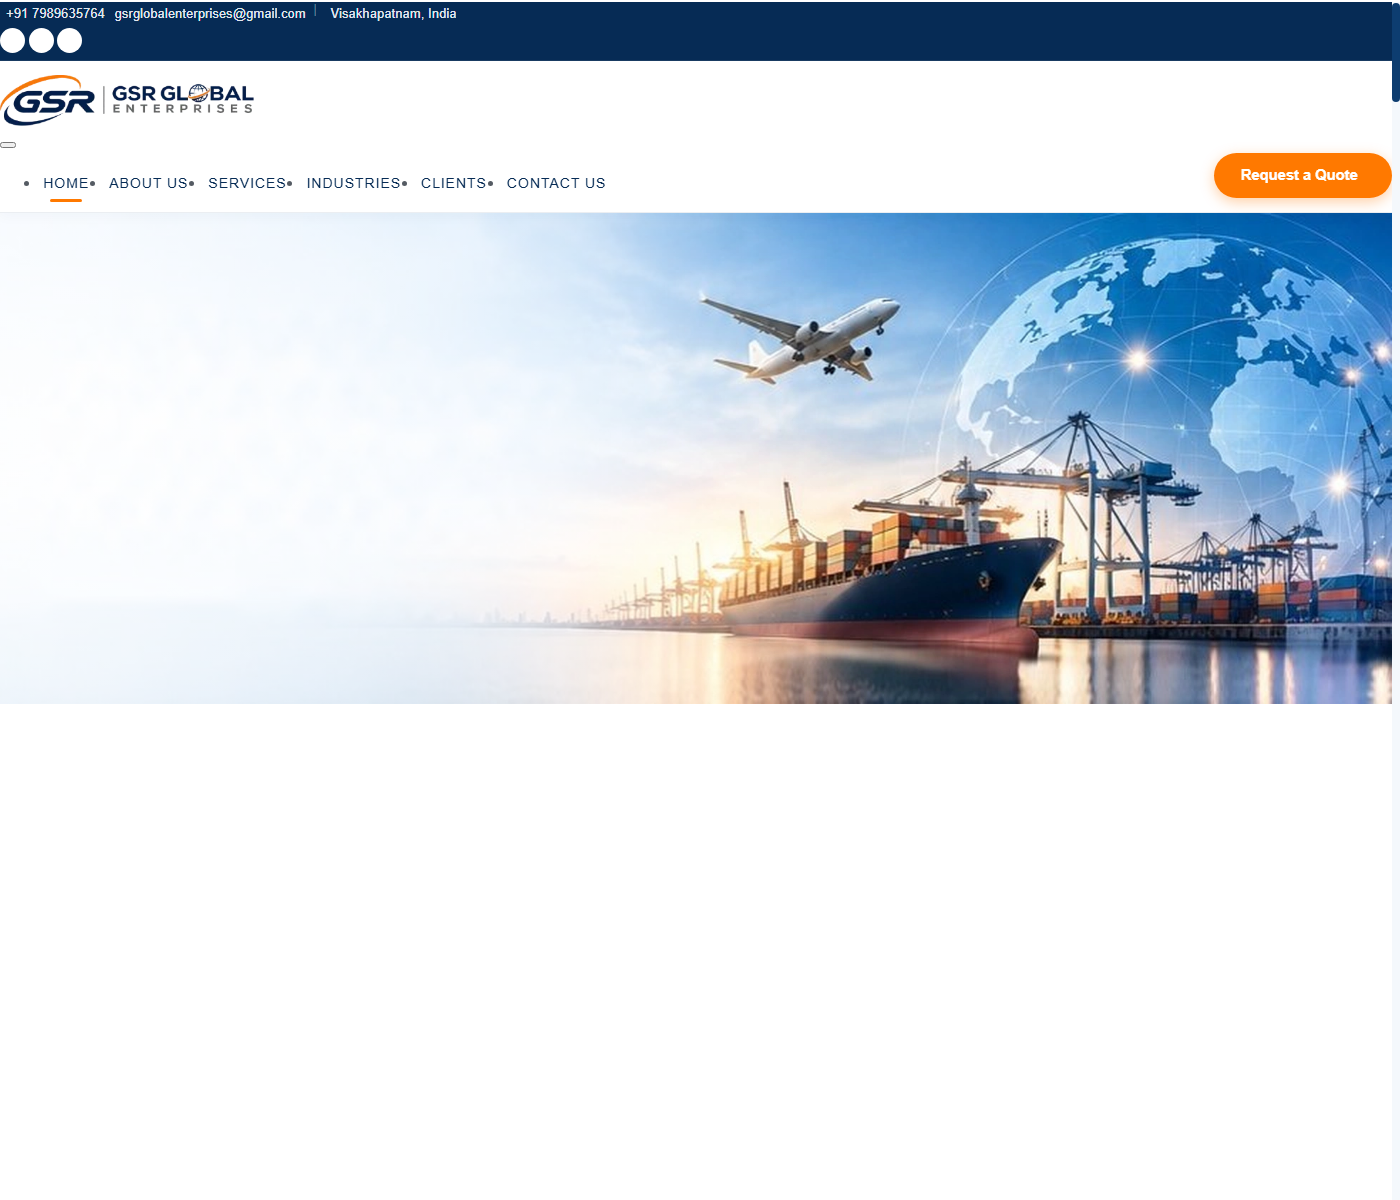 +91 7989635764 gsrglobalenterprises@gmail.com Visakhapatnam, India
GSR GSR GLOBAL
ENTERPRISES
HOME ABOUT US SERVICES INDUSTRIES CLIENTS CONTACT US
Request a Quote